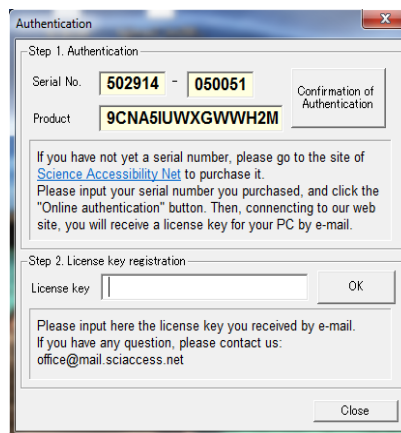 Authentication
Step 1. Authentication
Serial No. 502914 - 050051
Confirmation of
Authentication
Product 9CNA5IUWXGWWH2M
If you have not yet a serial number, please go to the site of
Science Accessibility Net to purchase it.
Please input your serial number you purchased, and click the
"Online authentication" button. Then, connencting to our web
site, you will receive a license key for your PC by e-mail.
Step 2. License key registration
License key
OK
Please input here the license key you received by e-mail.
If you have any question, please contact us:
office@mail.sciaccess.net
Close